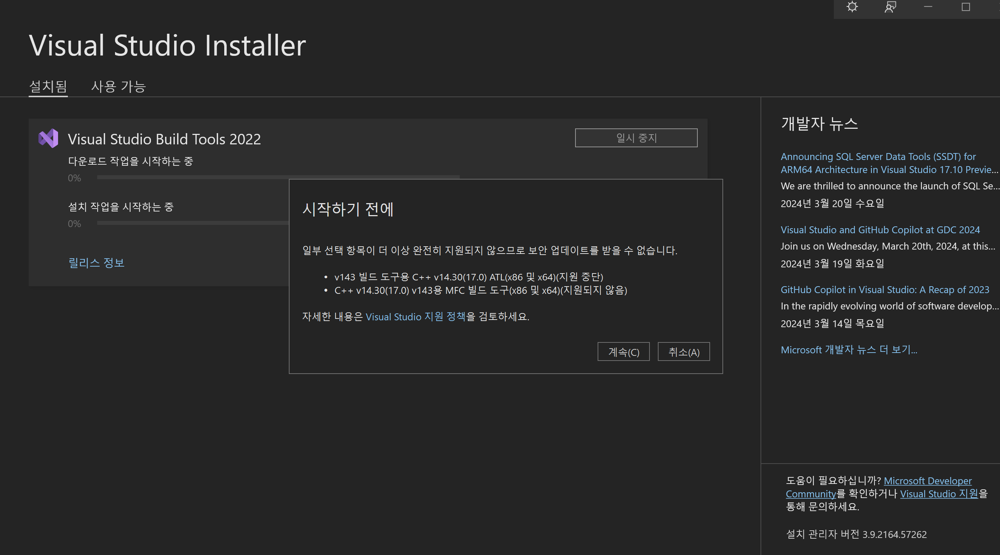 Visual Studio Installer
설치됨
사용 가능
Visual Studio Build Tools 2022
일시 중지
다운로드 작업을 시작하는 중
0%
설치 작업을 시작하는 중
0%
릴리스 정보
시작하기 전에
일부 선택 항목이 더 이상 완전히 지원되지 않으므로 보안 업데이트를 받을 수 없습니다.
• v143 빌드 도구용 C++ v14.30(17.0) ATL(x86 및 x64)(지원 중단)
• C++ v14.30(17.0) v143용 MFC 빌드 도구(x86 및 x64)(지원되지 않음)
자세한 내용은 Visual Studio 지원 정책을 검토하세요.
계속(C)
취소(A)
개발자 뉴스
Announcing SQL Server Data Tools (SSDT) for
ARM64 Architecture in Visual Studio 17.10 Previe...
We are thrilled to announce the launch of SQL Se...
2024년 3월 20일 수요일
Visual Studio and GitHub Copilot at GDC 2024
Join us on Wednesday, March 20th, 2024, at this...
2024년 3월 19일 화요일
GitHub Copilot in Visual Studio: A Recap of 2023
In the rapidly evolving world of software develop...
2024년 3월 14일 목요일
Microsoft 개발자 뉴스 더 보기...
도움이 필요하십니까? Microsoft Developer
Community를 확인하거나 Visual Studio 지원을
통해 문의하세요.
설치 관리자 버전 3.9.2164.57262